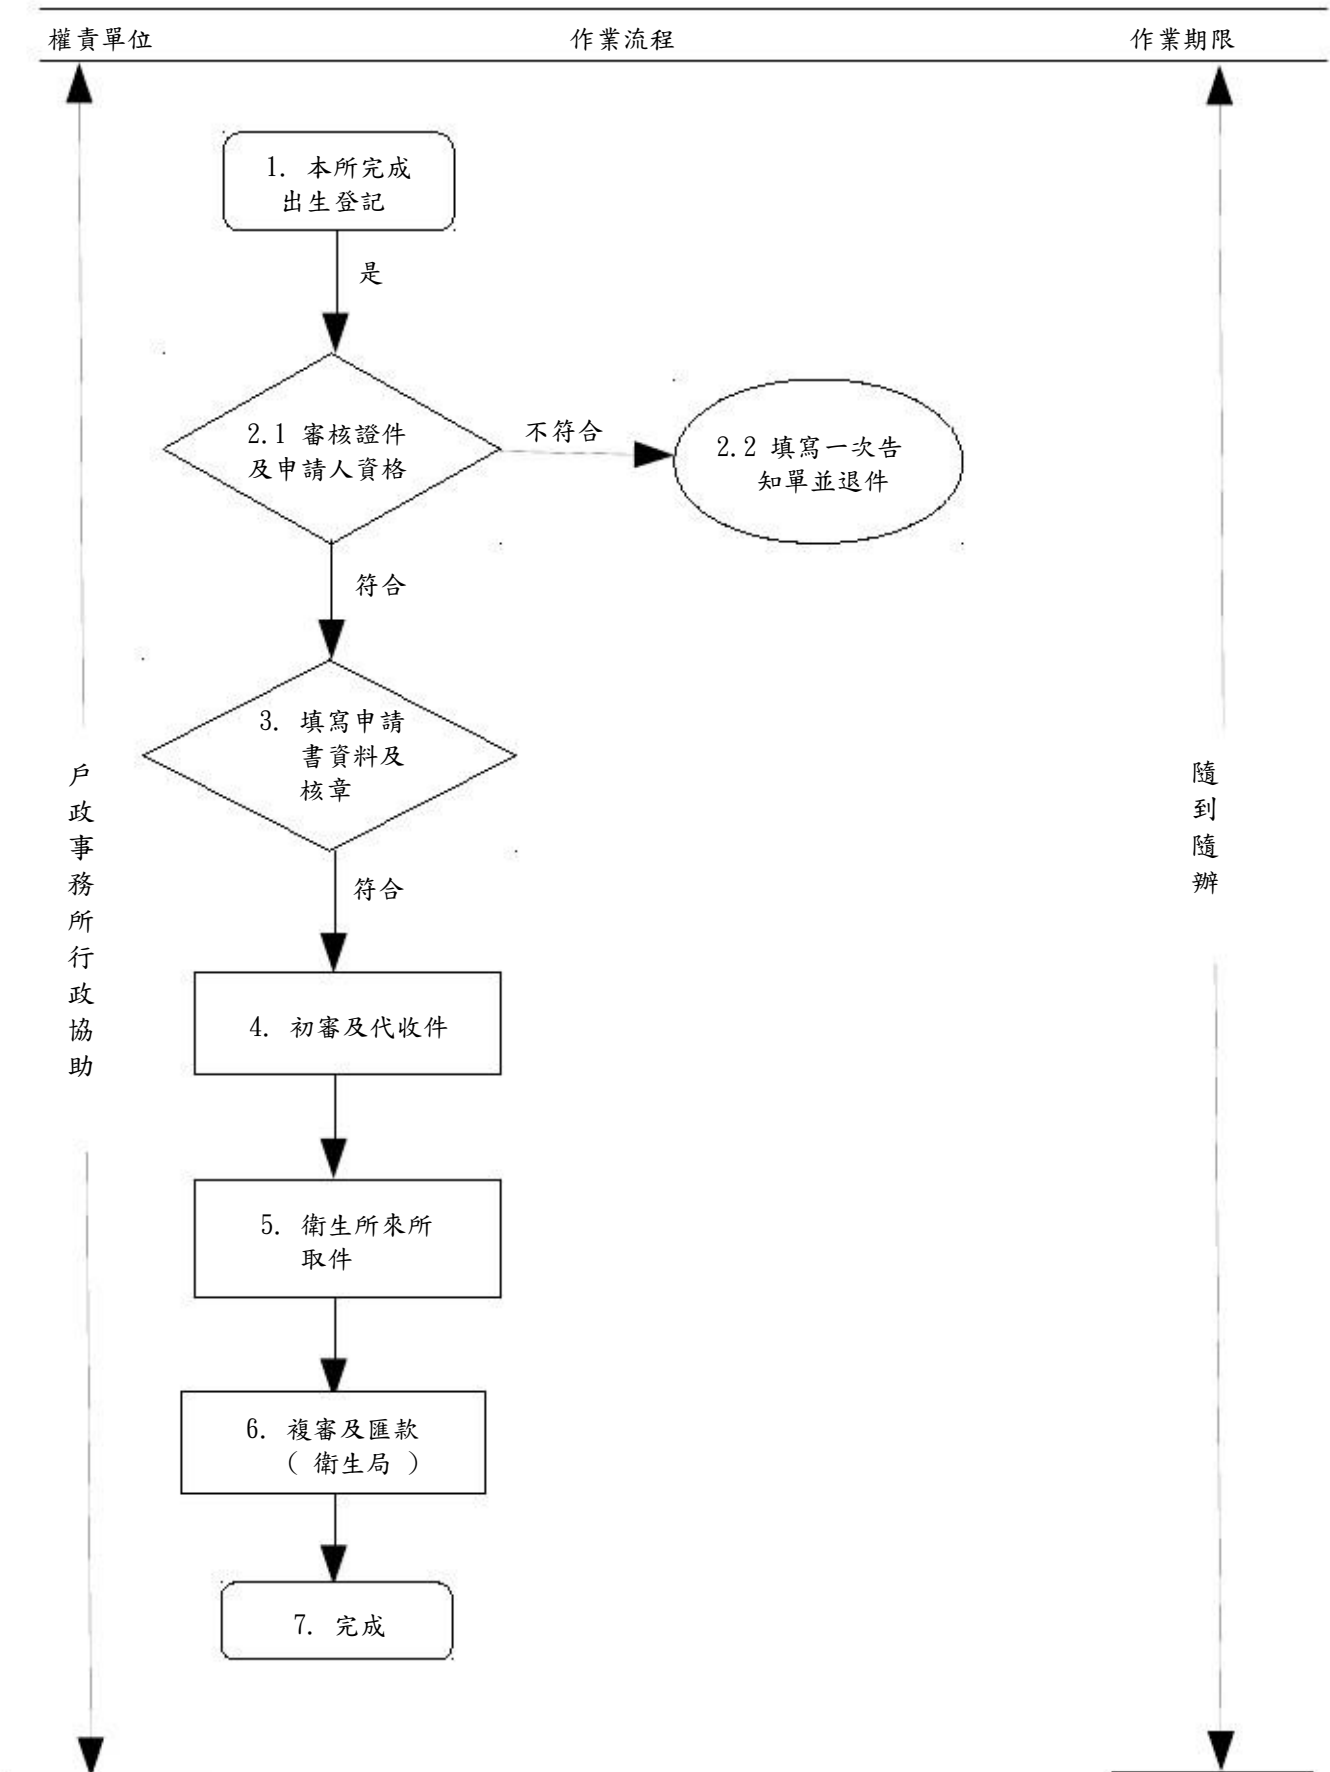 權責單位
作業流程
作業期限
1. 本所完成
出生登記
是
2.1 審核證件
及申請人資格
不符合
2.2 填寫一次告
知單並退件
符合
3. 填寫申請
書資料及
核章
符合
4. 初審及代收件
5. 衛生所來所
取件
6. 複審及匯款
( 衛生局 )
7. 完成
戶政事務所行政協助
隨到隨辦